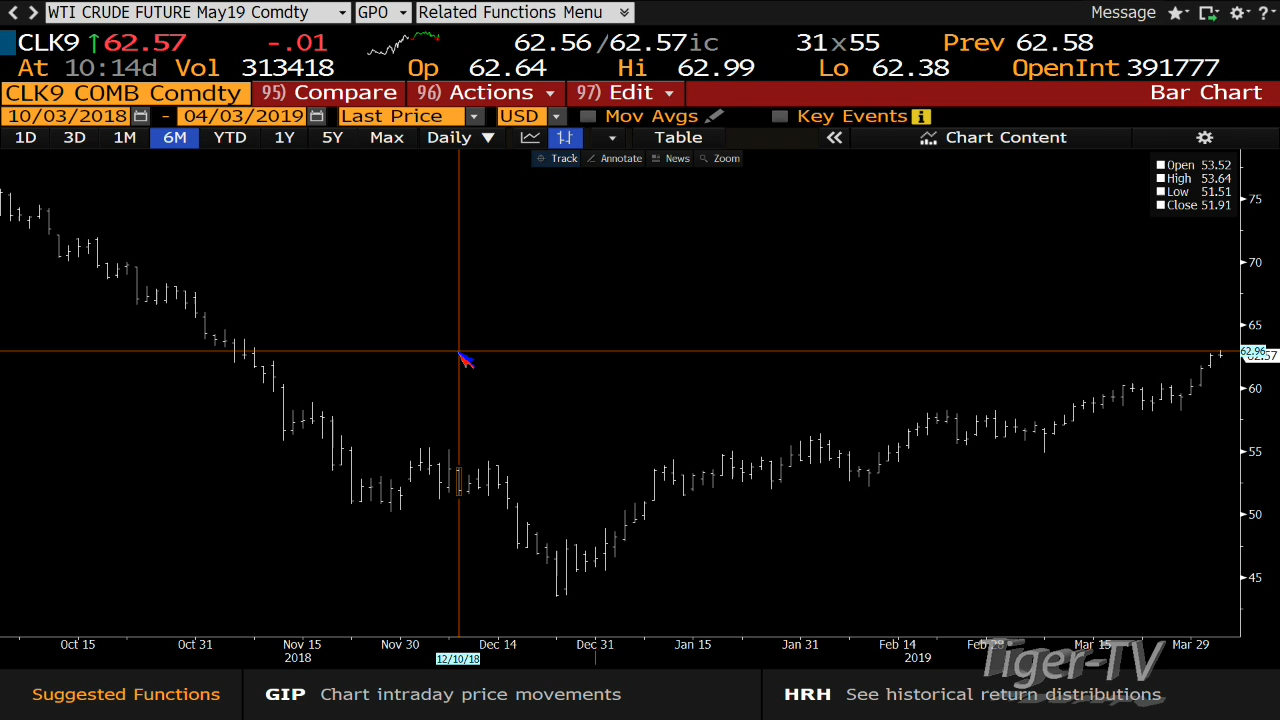 WTI CRUDE FUTURE May19 Comdty GPO Related Functions Menu Message ?
CLK9 ↑62.57 -.01 62.56/62.57ic 31x55 Prev 62.58
At 10:14d Vol 313418 Op 62.64 Hi 62.99 Lo 62.38 OpenInt 391777
CLK9 COMB Comdty 95) Compare 96) Actions 97) Edit Bar Chart
10/03/2018 - 04/03/2019 Last Price USD Mov Avgs Key Events i
1D 3D 1M 6M YTD 1Y 5Y Max Daily ▼ Table « Chart Content
Track Annotate News Zoom
Open 53.52
High 53.64
Low 51.51
Close 51.91
75
70
65
62.96
62.57
60
55
50
45
Oct 15 Oct 31 Nov 15 Nov 30 Dec 14 Dec 31 Jan 15 Jan 31 Feb 14 Feb 28 Mar 15 Mar 29
2018 12/10/18 2019
Tiger-TV
Suggested Functions GIP Chart intraday price movements HRH See historical return distributions